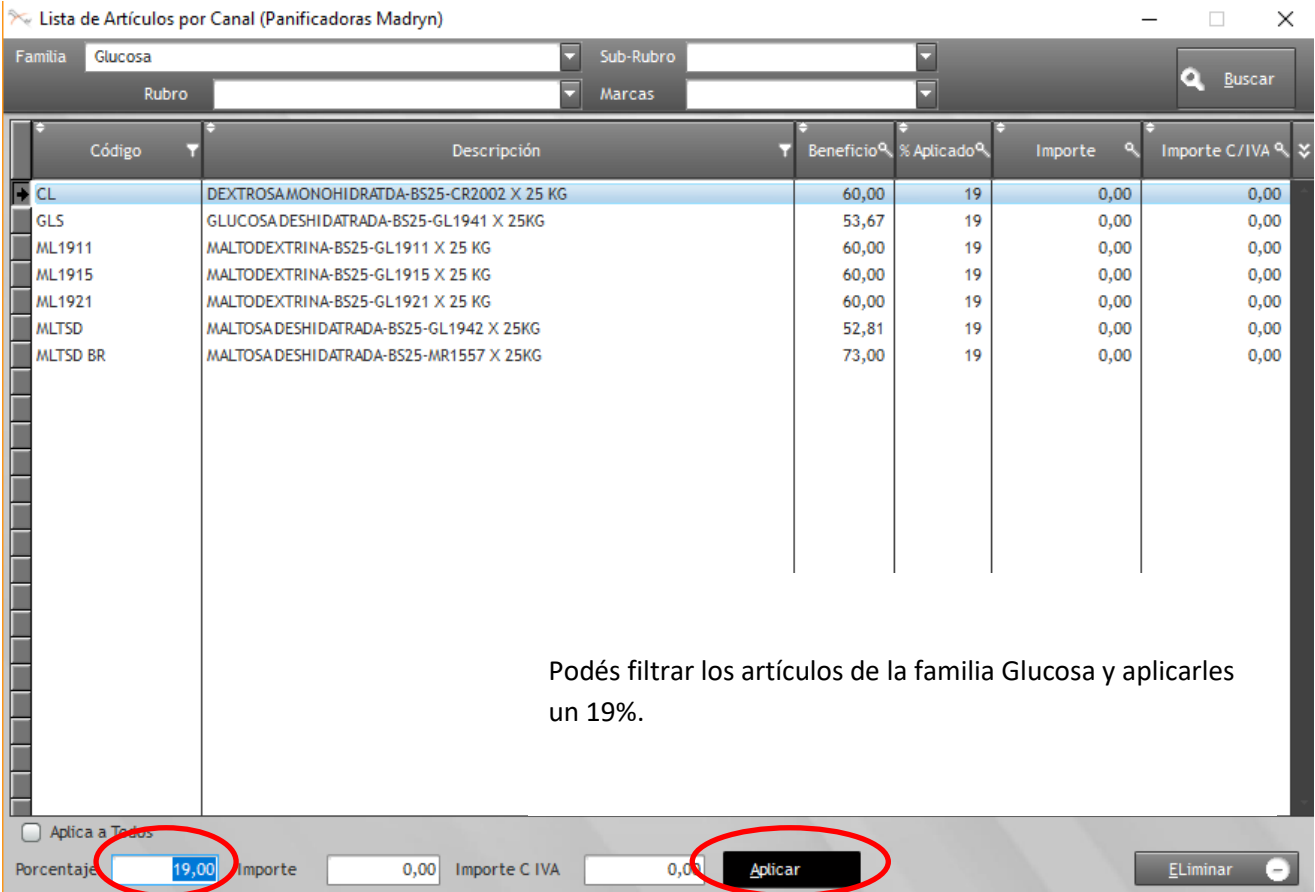 Lista de Artículos por Canal (Panificadoras Madryn)
Familia Glucosa Sub-Rubro
Buscar
Rubro Marcas
Código Descripción Beneficio % Aplicado Importe Importe C/IVA
CL DEXTROSA MONOHIDRATDA-BS25-CR2002 X 25 KG 60,00 19 0,00 0,00
GLS GLUCOSA DESHIDATRADA-BS25-GL1941 X 25KG 53,67 19 0,00 0,00
ML1911 MALTODEXTRINA-BS25-GL1911 X 25 KG 60,00 19 0,00 0,00
ML1915 MALTODEXTRINA-BS25-GL1915 X 25 KG 60,00 19 0,00 0,00
ML1921 MALTODEXTRINA-BS25-GL1921 X 25 KG 60,00 19 0,00 0,00
MLTSD MALTOSA DESHIDATRADA-BS25-GL1942 X 25KG 52,81 19 0,00 0,00
MLTSD BR MALTOSA DESHIDATRADA-BS25-MR1557 X 25KG 73,00 19 0,00 0,00
Podés filtrar los artículos de la familia Glucosa y aplicarles
un 19%.
Aplica a Todos
Porcentaje 19,00 Importe 0,00 Importe C IVA 0,00 Aplicar ELiminar